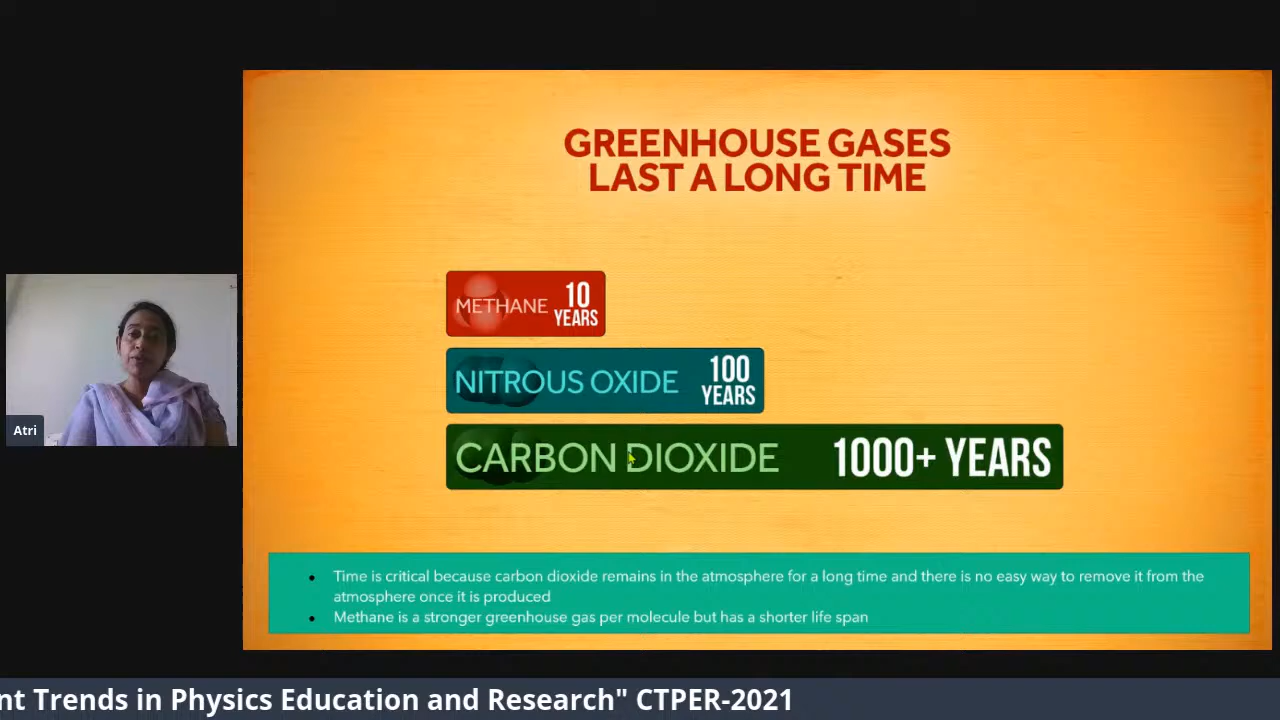 GREENHOUSE GASES
LAST A LONG TIME
METHANE 10 YEARS
NITROUS OXIDE 100 YEARS
CARBON DIOXIDE 1000+ YEARS
Atri
• Time is critical because carbon dioxide remains in the atmosphere for a long time and there is no easy way to remove it from the
atmosphere once it is produced
• Methane is a stronger greenhouse gas per molecule but has a shorter life span
nt Trends in Physics Education and Research" CTPER-2021